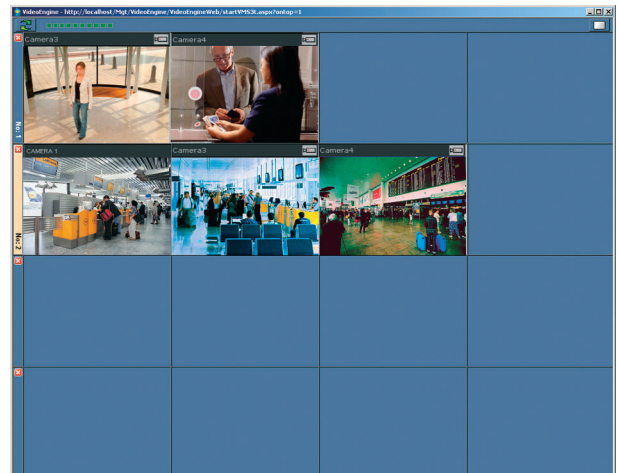 VideoEngine - http://localhost/Mgt/VideoEngine/VideoEngineWeb/startVMS3t.aspx?ontop=1
Camera3
Camera4
No: 1
CAMERA 1
Camera3
Camera4
No: 2